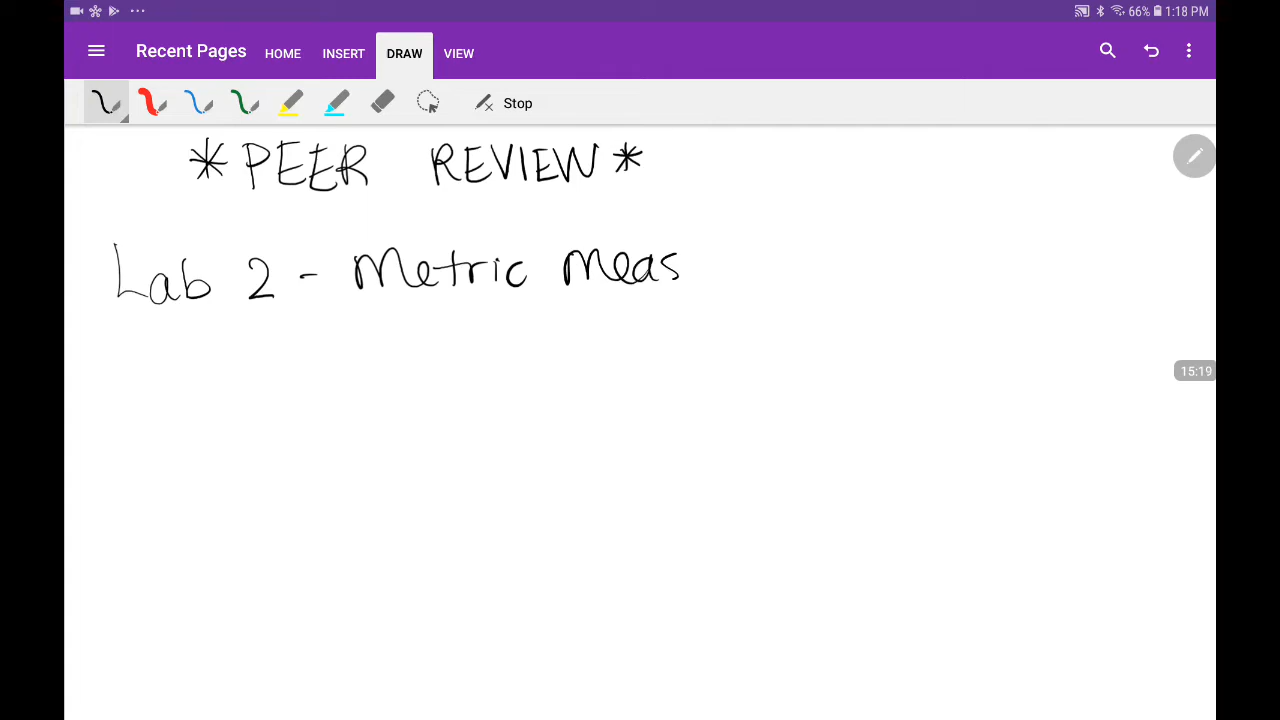 66% 1:18 PM
Recent Pages HOME INSERT DRAW VIEW
Stop
*PEER REVIEW*
Lab 2 - Metric Meas
15:19